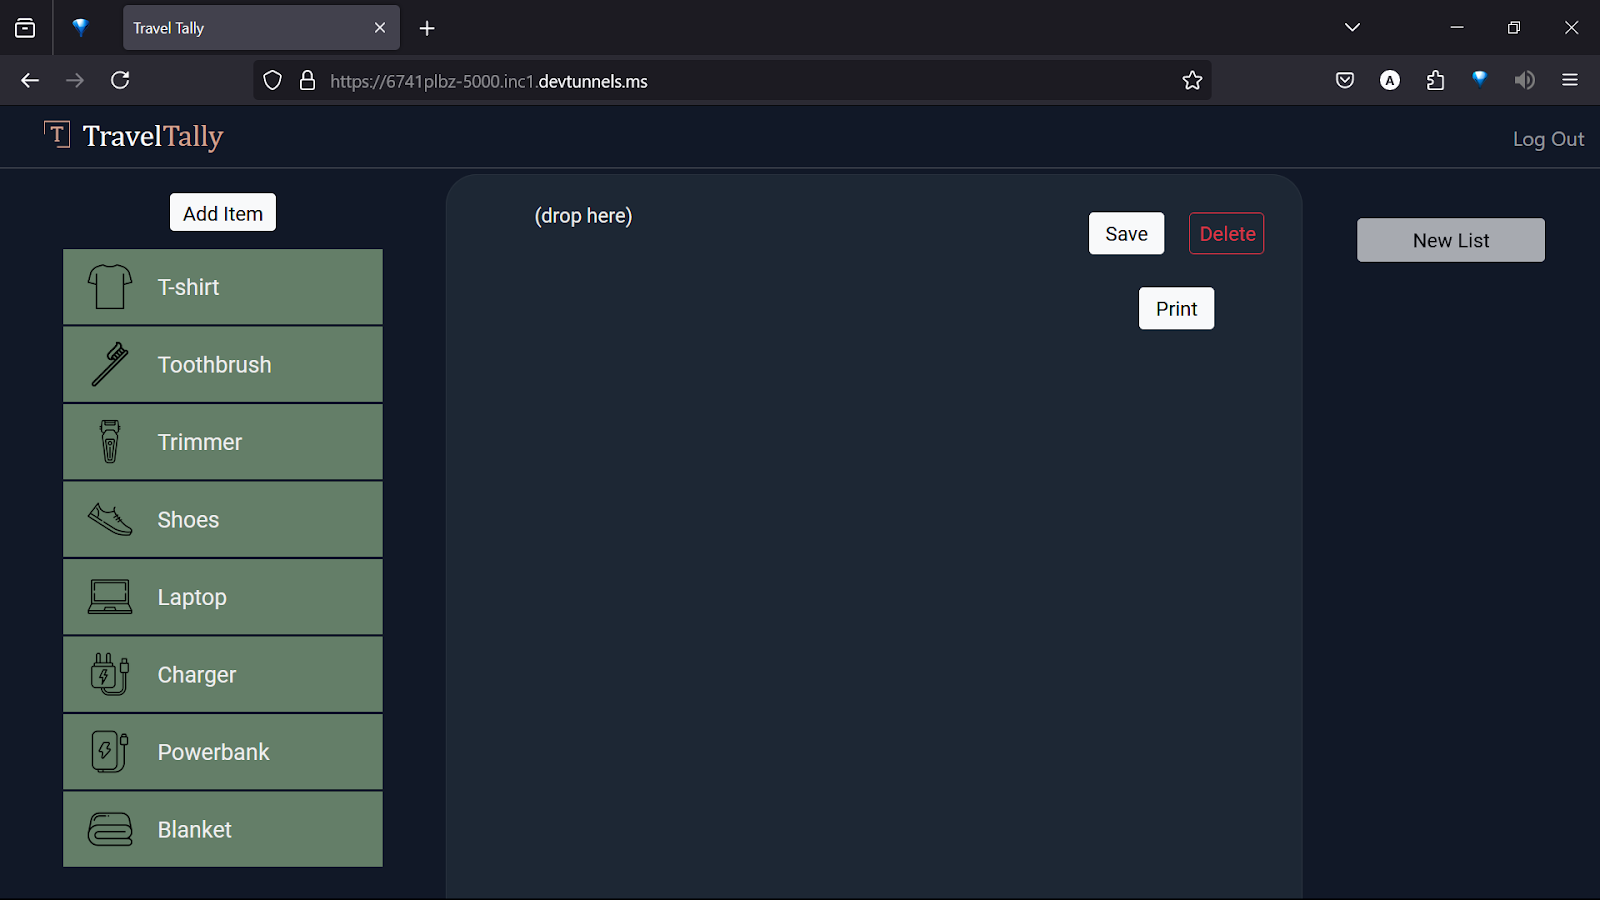 Travel Tally
https://6741plbz-5000.inc1.devtunnels.ms
A
T TravelTally
Log Out
Add Item
(drop here)
Save
Delete
New List
Print
T-shirt
Toothbrush
Trimmer
Shoes
Laptop
Charger
Powerbank
Blanket